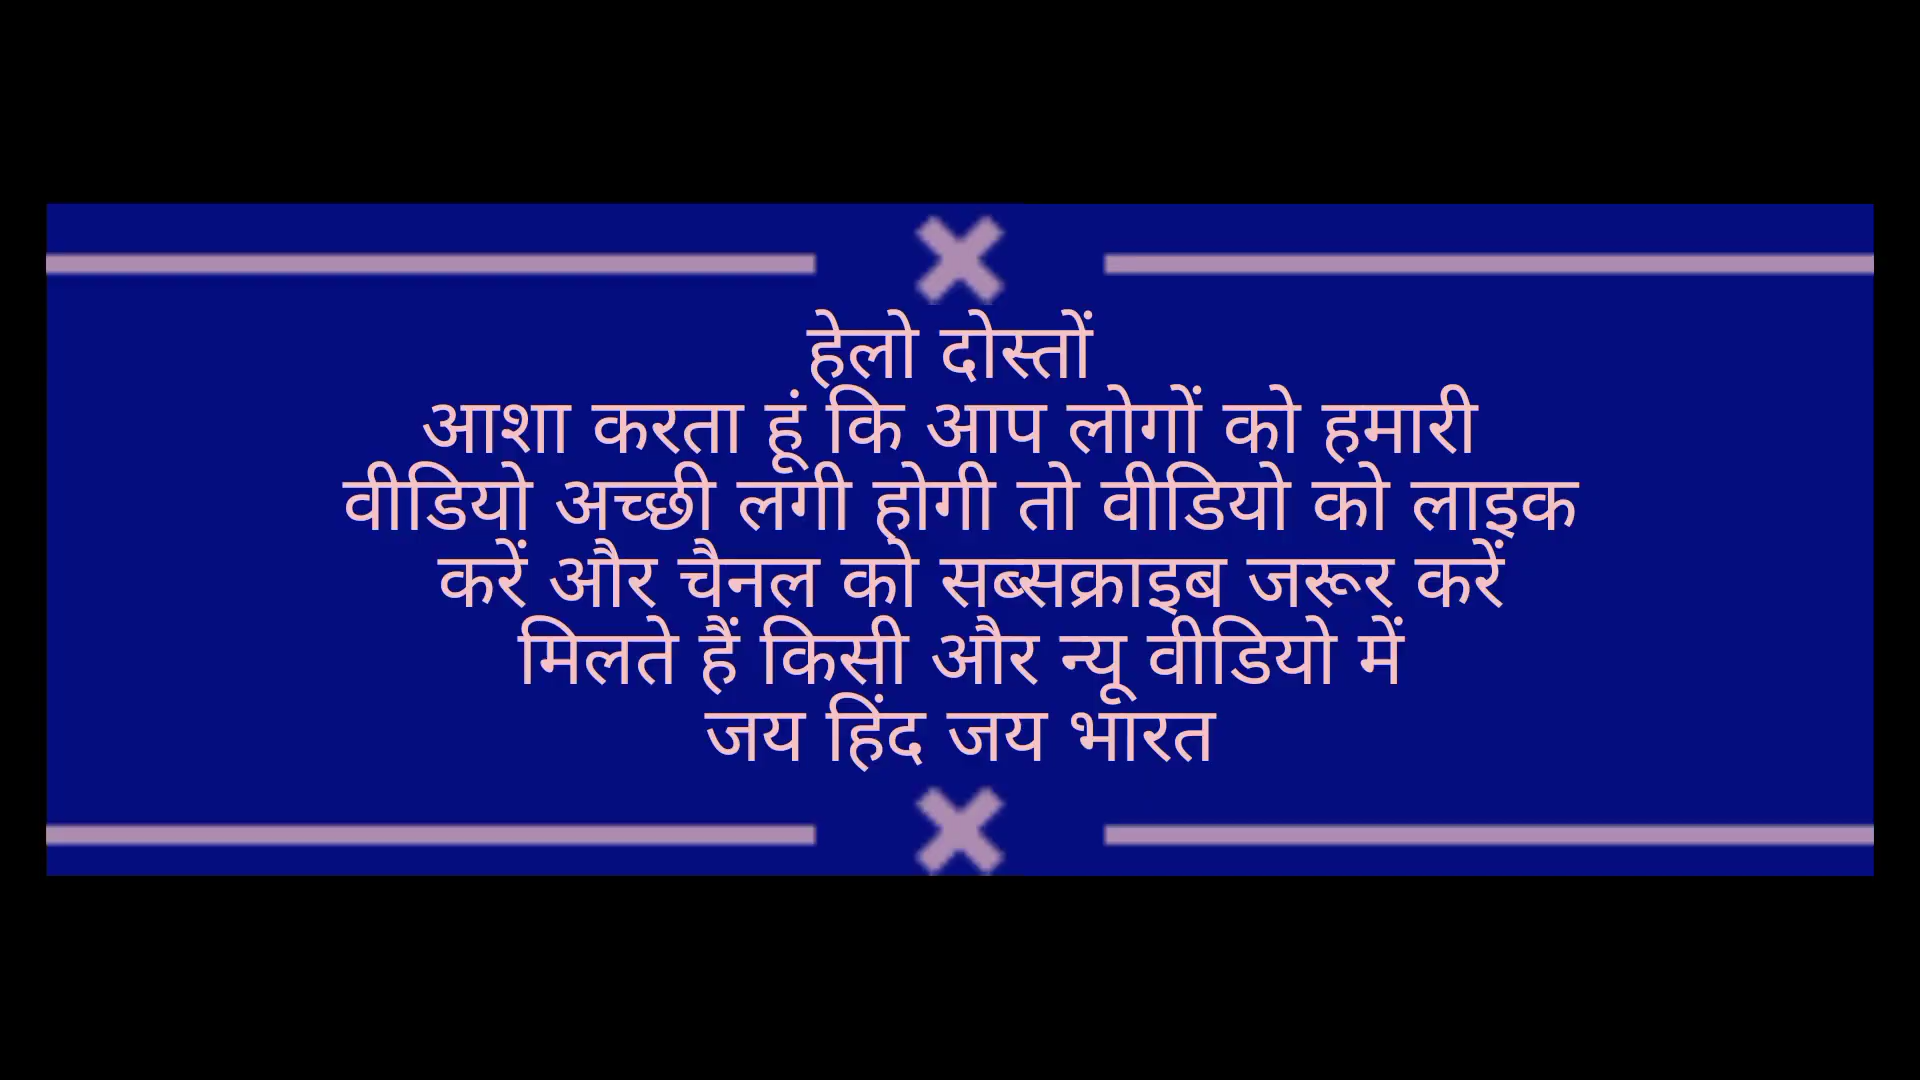 हेलो दोस्तों
आशा करता हूं कि आप लोगों को हमारी
वीडियो अच्छी लगी होगी तो वीडियो को लाइक
करें और चैनल को सब्सक्राइब जरूर करें
मिलते हैं किसी और न्यू वीडियो में
जय हिंद जय भारत